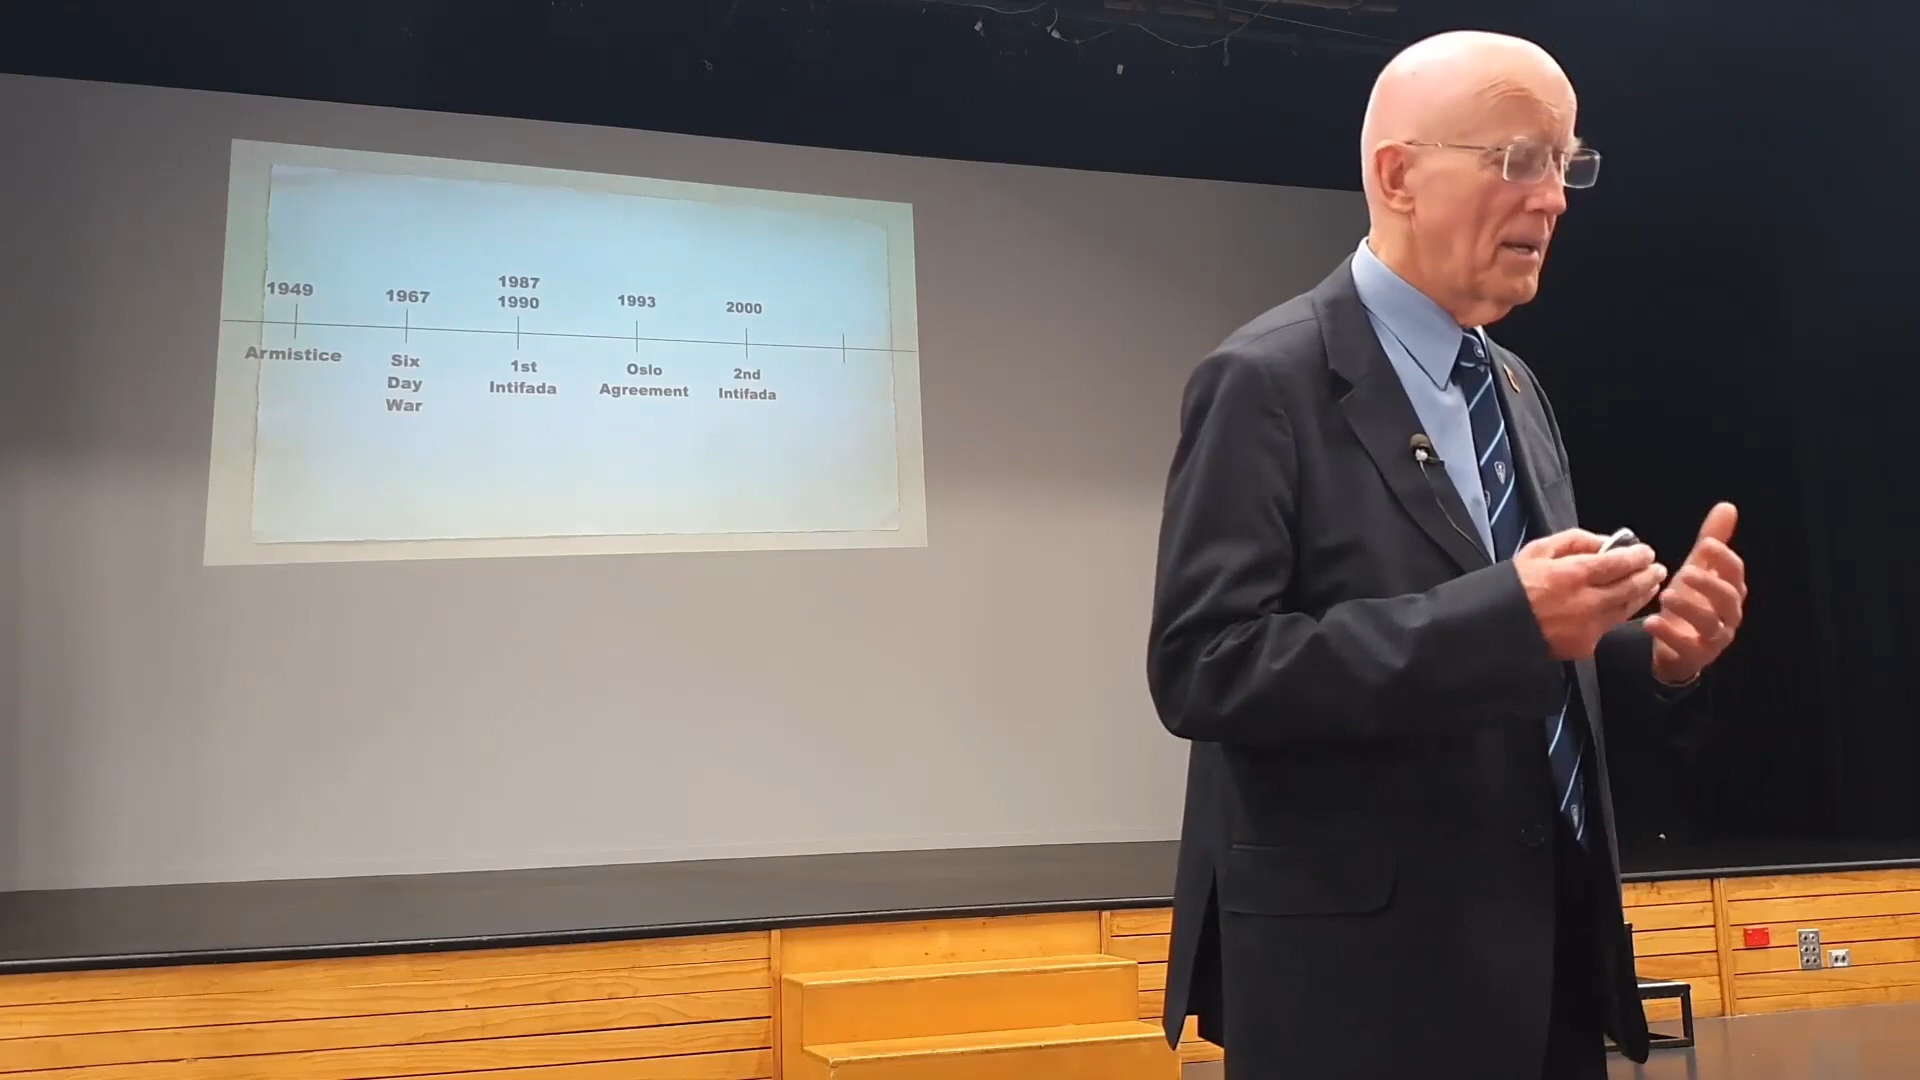 1949
1967
1987
1990
1993
2000
Armistice
Six
Day
War
1st
Intifada
Oslo
Agreement
2nd
Intifada